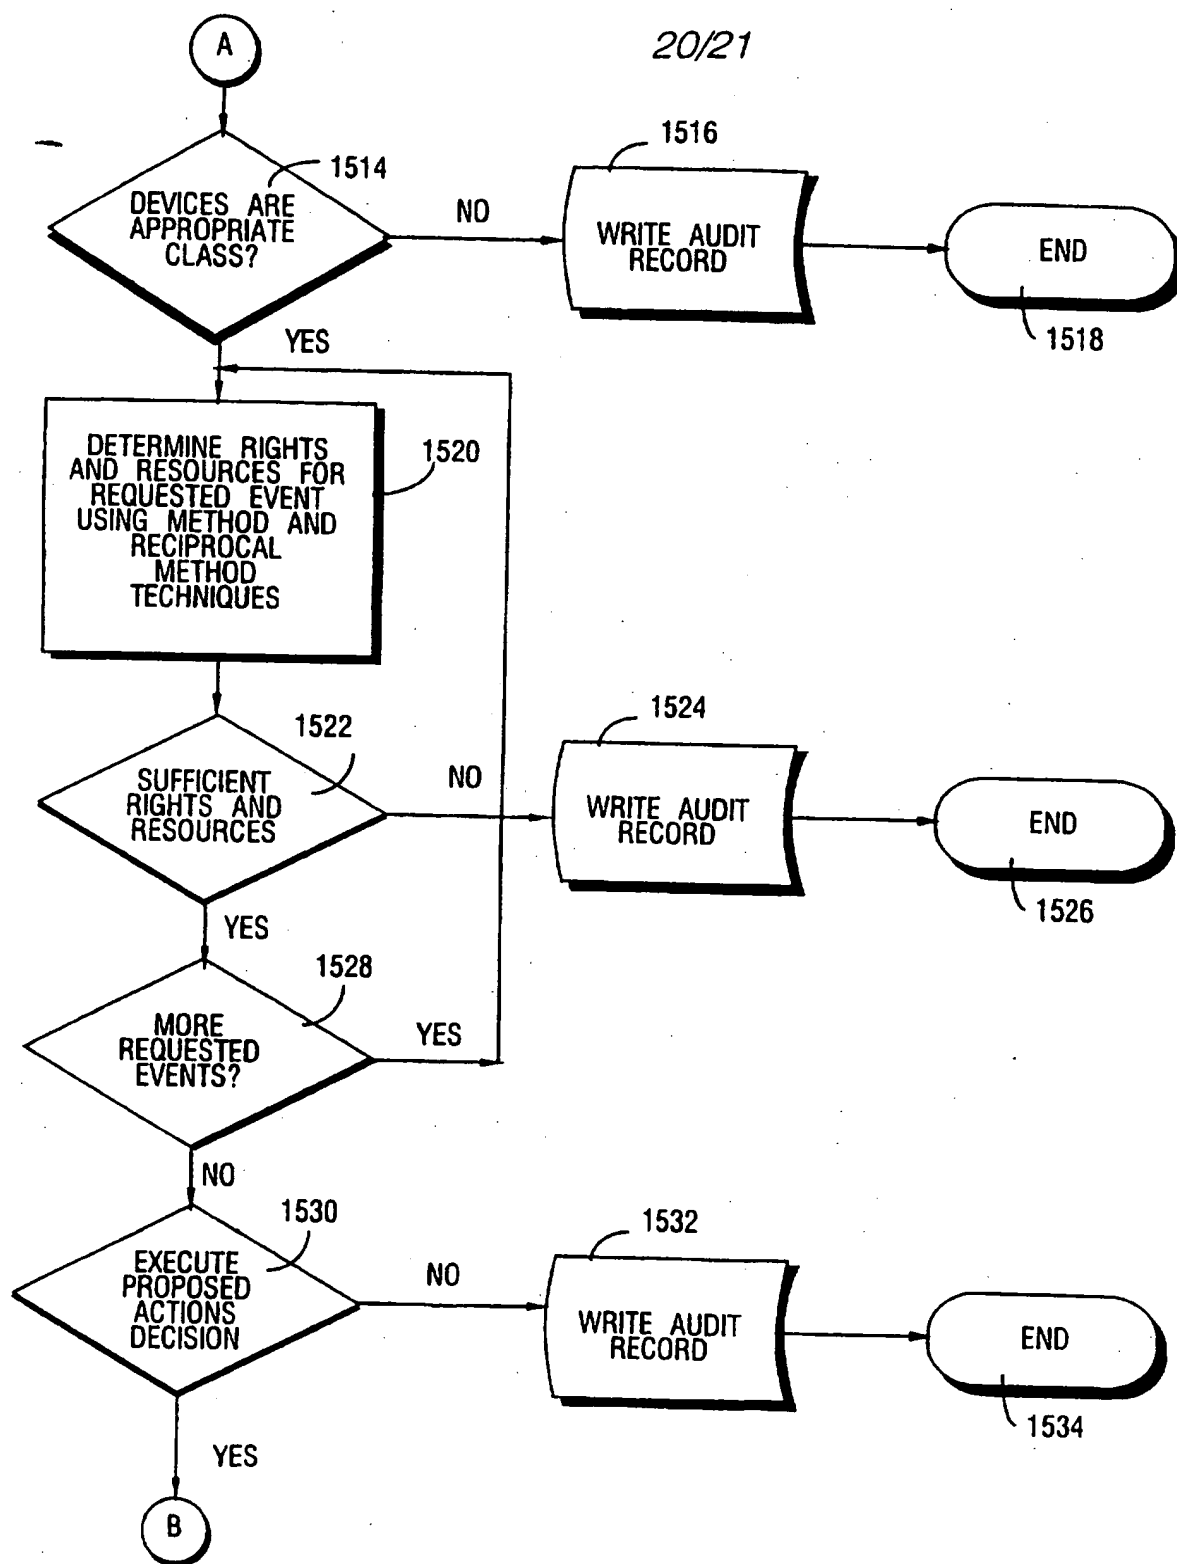 A
20/21
1514
DEVICES ARE
APPROPRIATE
CLASS?
NO
1516
WRITE AUDIT
RECORD
END
1518
YES
DETERMINE RIGHTS
AND RESOURCES FOR
REQUESTED EVENT
USING METHOD AND
RECIPROCAL
METHOD
TECHNIQUES
1520
1522
SUFFICIENT
RIGHTS AND
RESOURCES
NO
1524
WRITE AUDIT
RECORD
END
1526
YES
1528
MORE
REQUESTED
EVENTS?
YES
NO
1530
EXECUTE
PROPOSED
ACTIONS
DECISION
NO
1532
WRITE AUDIT
RECORD
END
1534
YES
B